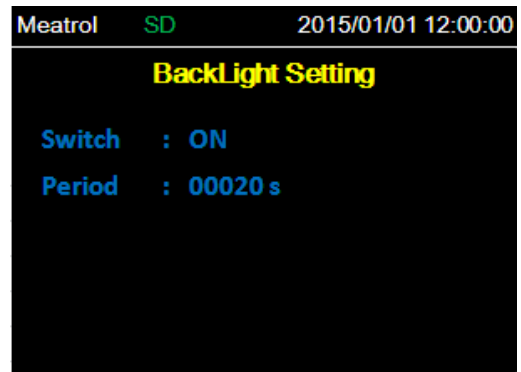 Meatrol SD 2015/01/01 12:00:00
BackLight Setting
Switch : ON
Period : 00020 s